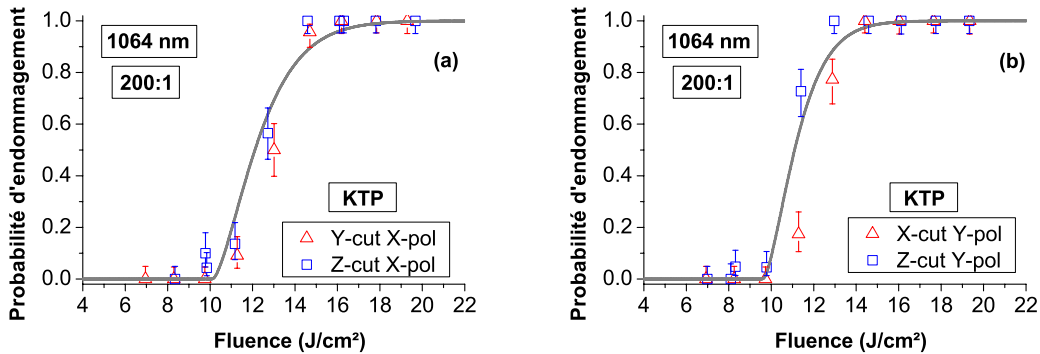 Probabilité d'endommagement
1.0
0.8
0.6
0.4
0.2
0.0
1064 nm
200:1
(a)
KTP
Y-cut X-pol
Z-cut X-pol
4 6 8 10 12 14 16 18 20 22
Fluence (J/cm²)
Probabilité d'endommagement
1.0
0.8
0.6
0.4
0.2
0.0
1064 nm
200:1
(b)
KTP
X-cut Y-pol
Z-cut Y-pol
4 6 8 10 12 14 16 18 20 22
Fluence (J/cm²)